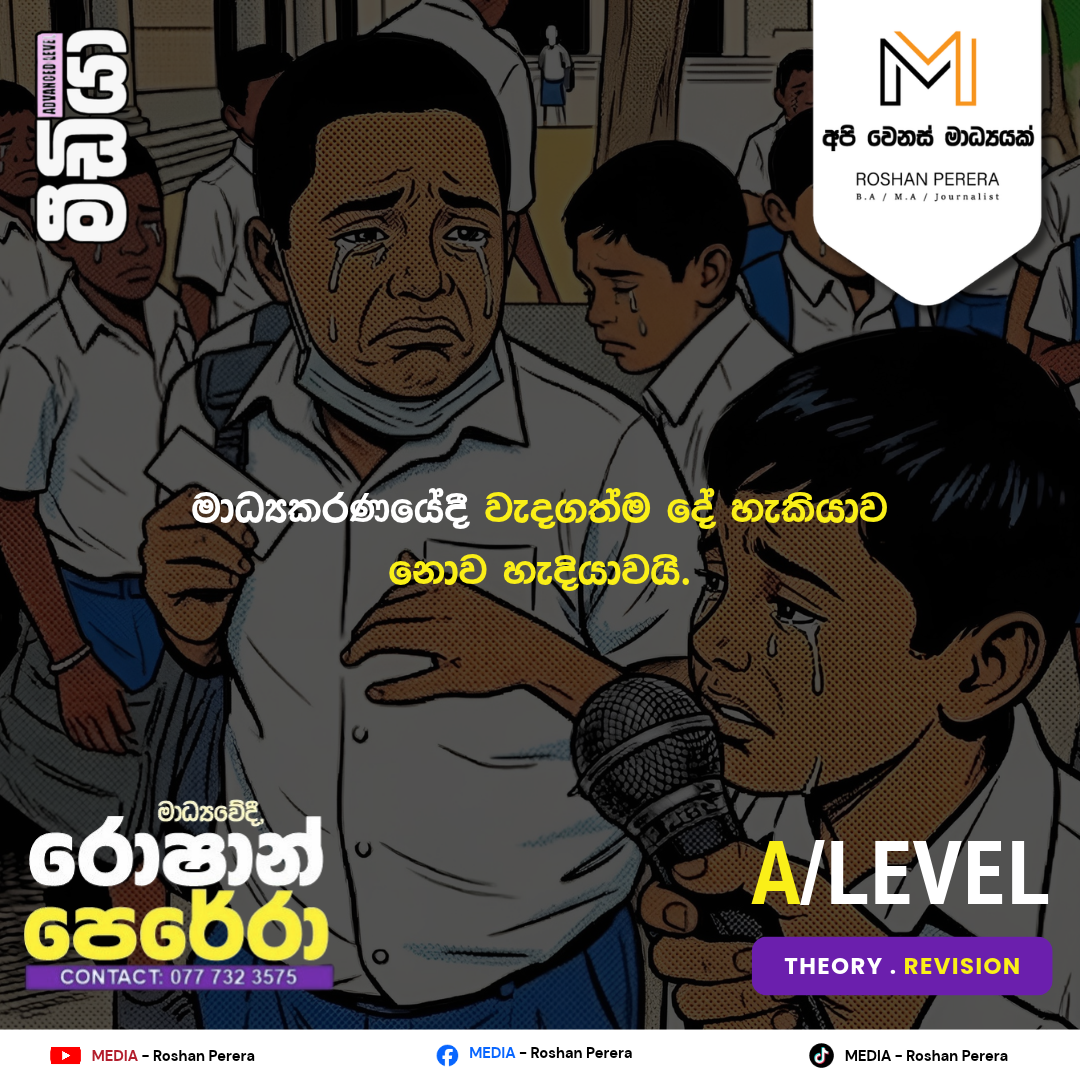 මීඩියා
ADVANCED LEVE
අපි වෙනස් මාධ්‍යයක්
ROSHAN PERERA
B.A / M.A / Journalist
මාධ්‍යකරණයේදී වැදගත්ම දේ හැකියාව
නොව හැදියාවයි.
මාධ්‍යවේදී,
රොෂාන්
පෙරේරා
CONTACT: 077 732 3575
A/LEVEL
THEORY . REVISION
MEDIA - Roshan Perera
MEDIA - Roshan Perera
MEDIA - Roshan Perera